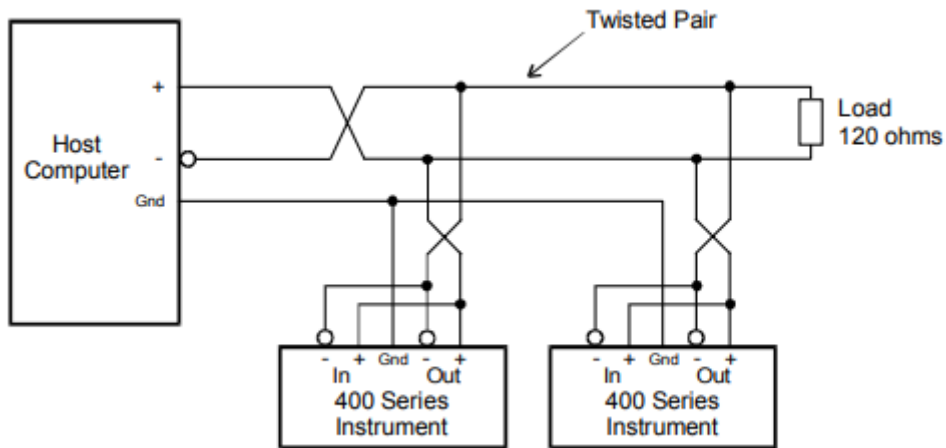 Twisted Pair
+
Host
Computer
-
Gnd
Load
120 ohms
- + Gnd - +
In Out
400 Series
Instrument
- + Gnd - +
In Out
400 Series
Instrument